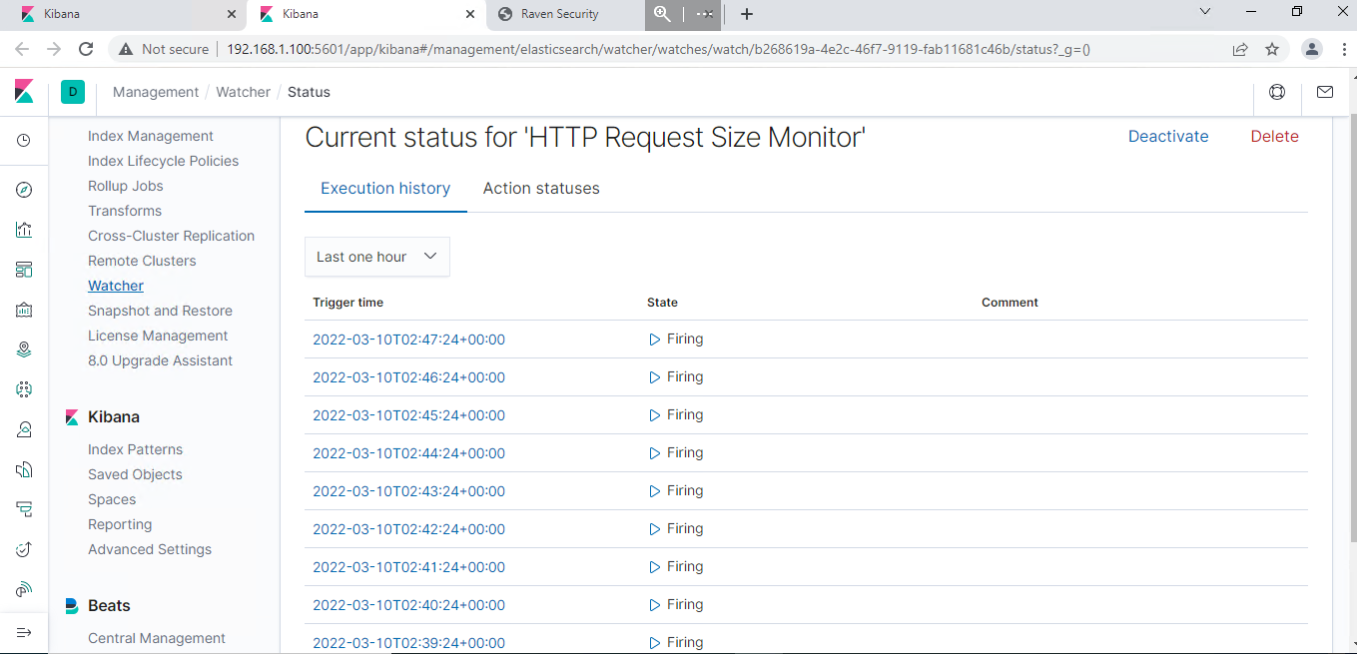 Kibana
Kibana
Raven Security
Not secure 192.168.1.100:5601/app/kibana#/management/elasticsearch/watcher/watches/watch/b268619a-4e2c-46f7-9119-fab11681c46b/status?_g=()
D Management / Watcher / Status
Index Management
Index Lifecycle Policies
Rollup Jobs
Transforms
Cross-Cluster Replication
Remote Clusters
Watcher
Snapshot and Restore
License Management
8.0 Upgrade Assistant
Kibana
Index Patterns
Saved Objects
Spaces
Reporting
Advanced Settings
Beats
Central Management
Current status for 'HTTP Request Size Monitor'
Deactivate Delete
Execution history Action statuses
Last one hour
Trigger time State Comment
2022-03-10T02:47:24+00:00 Firing
2022-03-10T02:46:24+00:00 Firing
2022-03-10T02:45:24+00:00 Firing
2022-03-10T02:44:24+00:00 Firing
2022-03-10T02:43:24+00:00 Firing
2022-03-10T02:42:24+00:00 Firing
2022-03-10T02:41:24+00:00 Firing
2022-03-10T02:40:24+00:00 Firing
2022-03-10T02:39:24+00:00 Firing